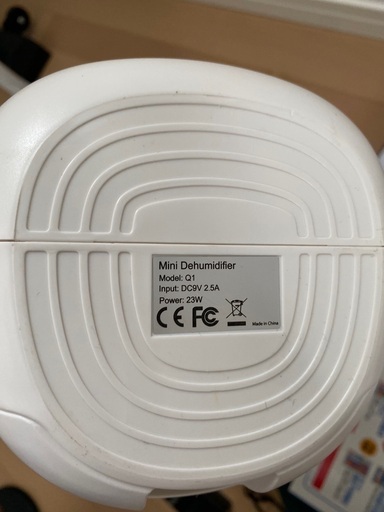 Mini Dehumidifier
Model: Q1
Input: DC9V 2.5A
Power: 23W
CE FC
Made in China